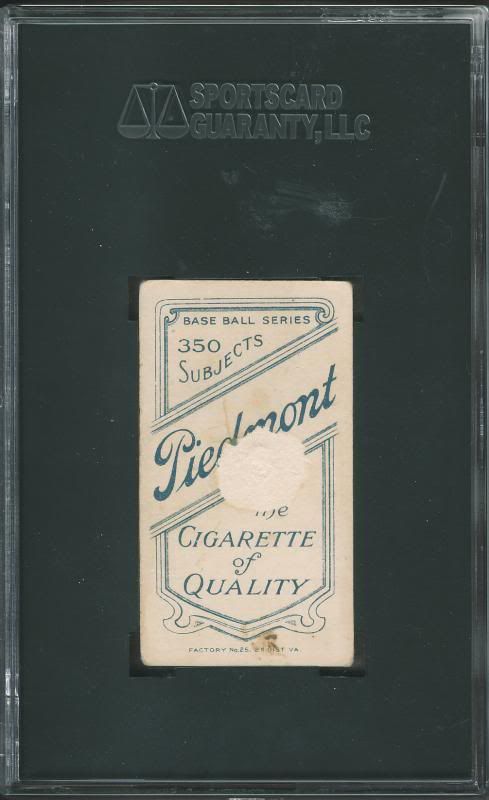 SPORTSCARD
GUARANTY, LLC
BASE BALL SERIES
350
SUBJECTS
Piedmont
CIGARETTE
of
QUALITY
FACTORY No. 25, 2ND DIST VA.